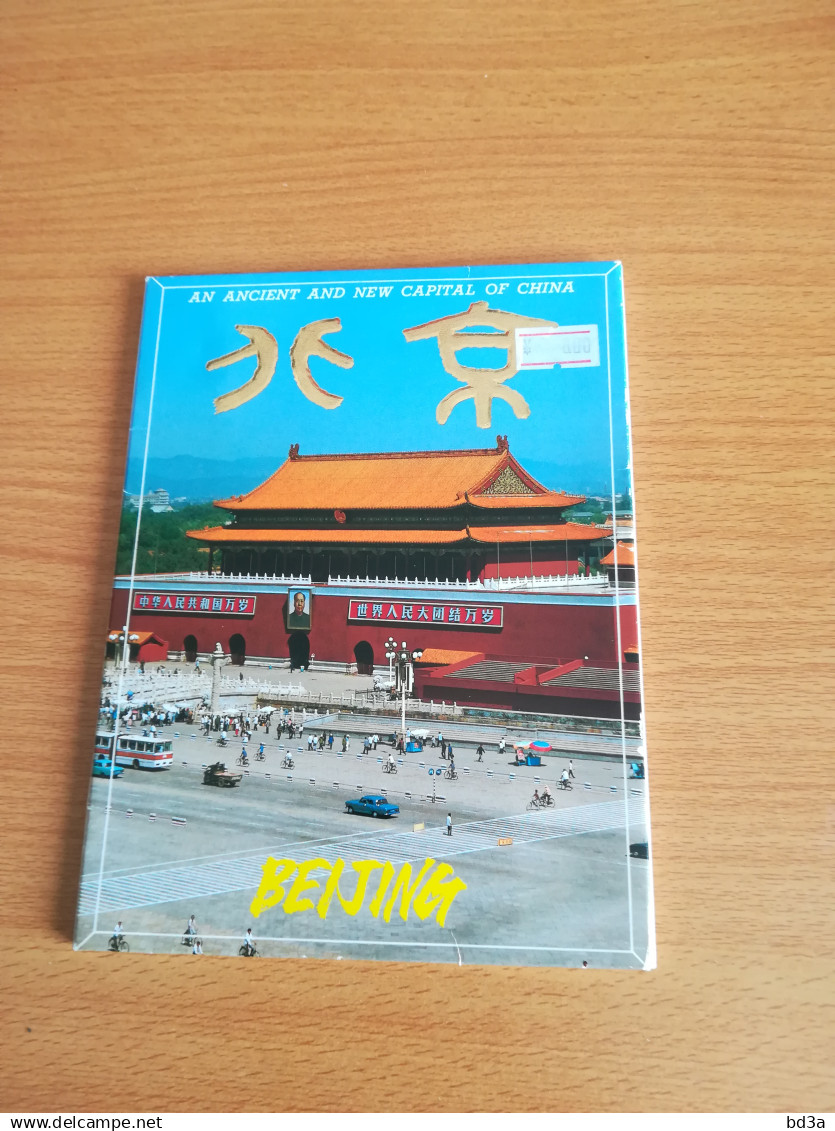 AN ANCIENT AND NEW CAPITAL OF CHINA
北京
中华人民共和国万岁
世界人民大团结万岁
BEIJING
www.delcampe.net
bd3a